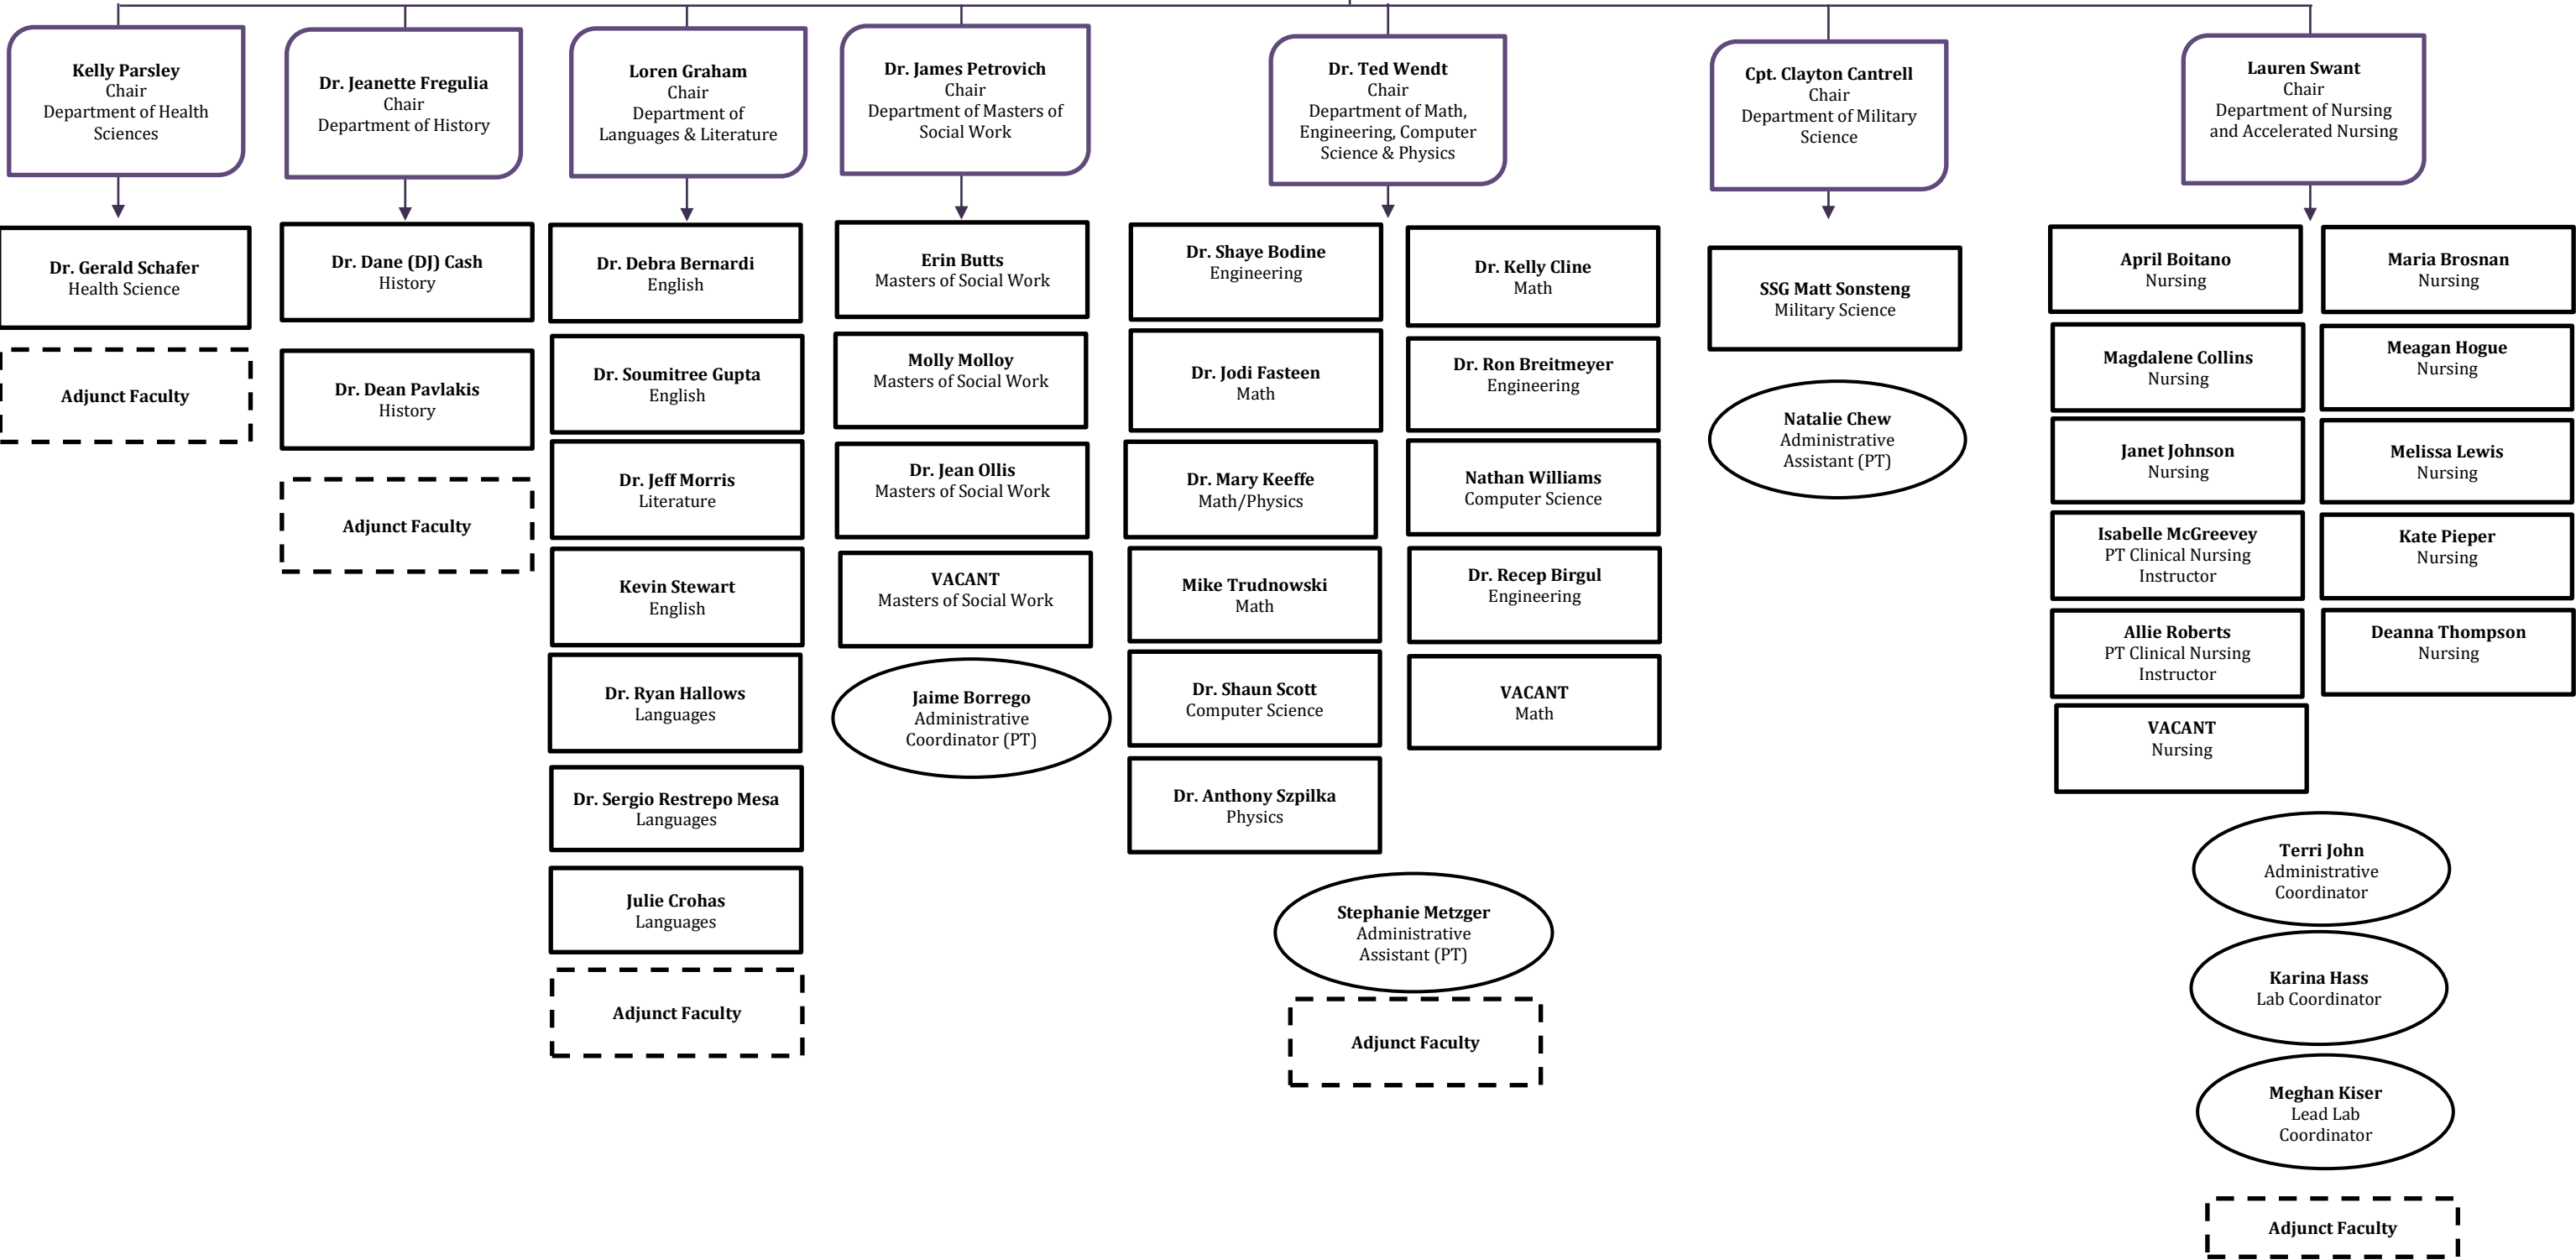 Kelly Parsley
Chair
Department of Health
Sciences
Dr. Jeanette Fregulia
Chair
Department of History
Loren Graham
Chair
Department of
Languages & Literature
Dr. James Petrovich
Chair
Department of Masters of
Social Work
Dr. Ted Wendt
Chair
Department of Math,
Engineering, Computer
Science & Physics
Cpt. Clayton Cantrell
Chair
Department of Military
Science
Lauren Swant
Chair
Department of Nursing
and Accelerated Nursing
Dr. Gerald Schafer
Health Science
Adjunct Faculty
Dr. Dane (DJ) Cash
History
Dr. Dean Pavlakis
History
Adjunct Faculty
Dr. Debra Bernardi
English
Dr. Soumitree Gupta
English
Dr. Jeff Morris
Literature
Kevin Stewart
English
Dr. Ryan Hallows
Languages
Dr. Sergio Restrepo Mesa
Languages
Julie Crohas
Languages
Adjunct Faculty
Erin Butts
Masters of Social Work
Molly Molloy
Masters of Social Work
Dr. Jean Ollis
Masters of Social Work
VACANT
Masters of Social Work
Jaime Borrego
Administrative
Coordinator (PT)
Dr. Shaye Bodine
Engineering
Dr. Jodi Fasteen
Math
Dr. Mary Keeffe
Math/Physics
Mike Trudnowski
Math
Dr. Shaun Scott
Computer Science
Dr. Anthony Szpilka
Physics
Dr. Kelly Cline
Math
Dr. Ron Breitmeyer
Engineering
Nathan Williams
Computer Science
Dr. Recep Birgul
Engineering
VACANT
Math
Stephanie Metzger
Administrative
Assistant (PT)
Adjunct Faculty
SSG Matt Sonsteng
Military Science
Natalie Chew
Administrative
Assistant (PT)
April Boitano
Nursing
Magdalene Collins
Nursing
Janet Johnson
Nursing
Isabelle McGreevey
PT Clinical Nursing
Instructor
Allie Roberts
PT Clinical Nursing
Instructor
VACANT
Nursing
Maria Brosnan
Nursing
Meagan Hogue
Nursing
Melissa Lewis
Nursing
Kate Pieper
Nursing
Deanna Thompson
Nursing
Terri John
Administrative
Coordinator
Karina Hass
Lab Coordinator
Meghan Kiser
Lead Lab
Coordinator
Adjunct Faculty